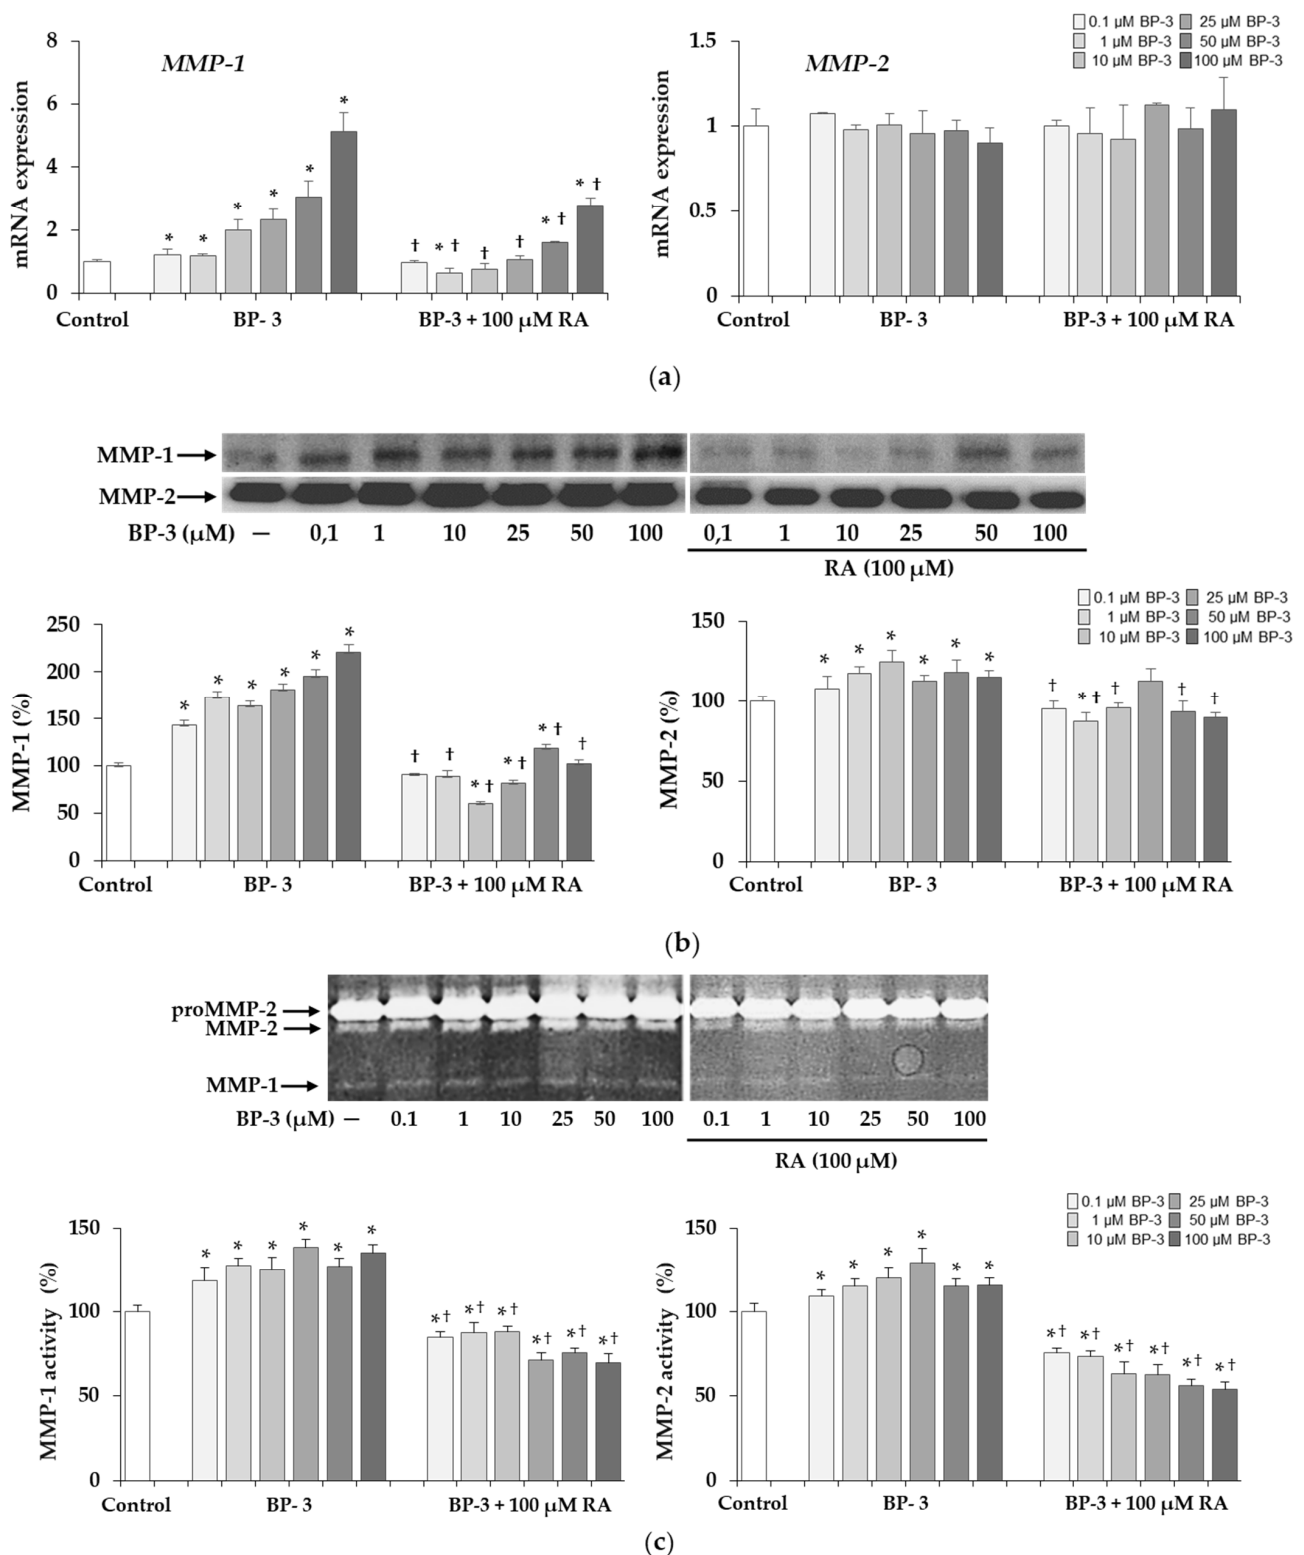 0.1 µM BP-3 25 µM BP-3
1 µM BP-3 50 µM BP-3
10 µM BP-3 100 µM BP-3
MMP-1
mRNA expression
8
6
4
2
0
* * * * * *
† * † † † * † * †
Control BP- 3 BP-3 + 100 µM RA
MMP-2
mRNA expression
1.5
1
0.5
0
Control BP- 3 BP-3 + 100 µM RA
(a)
MMP-1
MMP-2
BP-3 (µM) — 0,1 1 10 25 50 100 0,1 1 10 25 50 100
RA (100 µM)
MMP-1 (%)
250
200
150
100
50
0
* * * * * *
† † * † * † * † †
Control BP- 3 BP-3 + 100 µM RA
0.1 µM BP-3 25 µM BP-3
1 µM BP-3 50 µM BP-3
10 µM BP-3 100 µM BP-3
MMP-2 (%)
150
100
50
0
* * * * * *
† * † † † †
Control BP- 3 BP-3 + 100 µM RA
(b)
proMMP-2
MMP-2
MMP-1
BP-3 (µM) — 0.1 1 10 25 50 100 0.1 1 10 25 50 100
RA (100 µM)
MMP-1 activity (%)
150
100
50
0
* * * * * *
*† *† *† *† *† *†
Control BP- 3 BP-3 + 100 µM RA
0.1 µM BP-3 25 µM BP-3
1 µM BP-3 50 µM BP-3
10 µM BP-3 100 µM BP-3
MMP-2 activity (%)
150
100
50
0
* * * * * *
*† *† *† *† *† *†
Control BP- 3 BP-3 + 100 µM RA
(c)